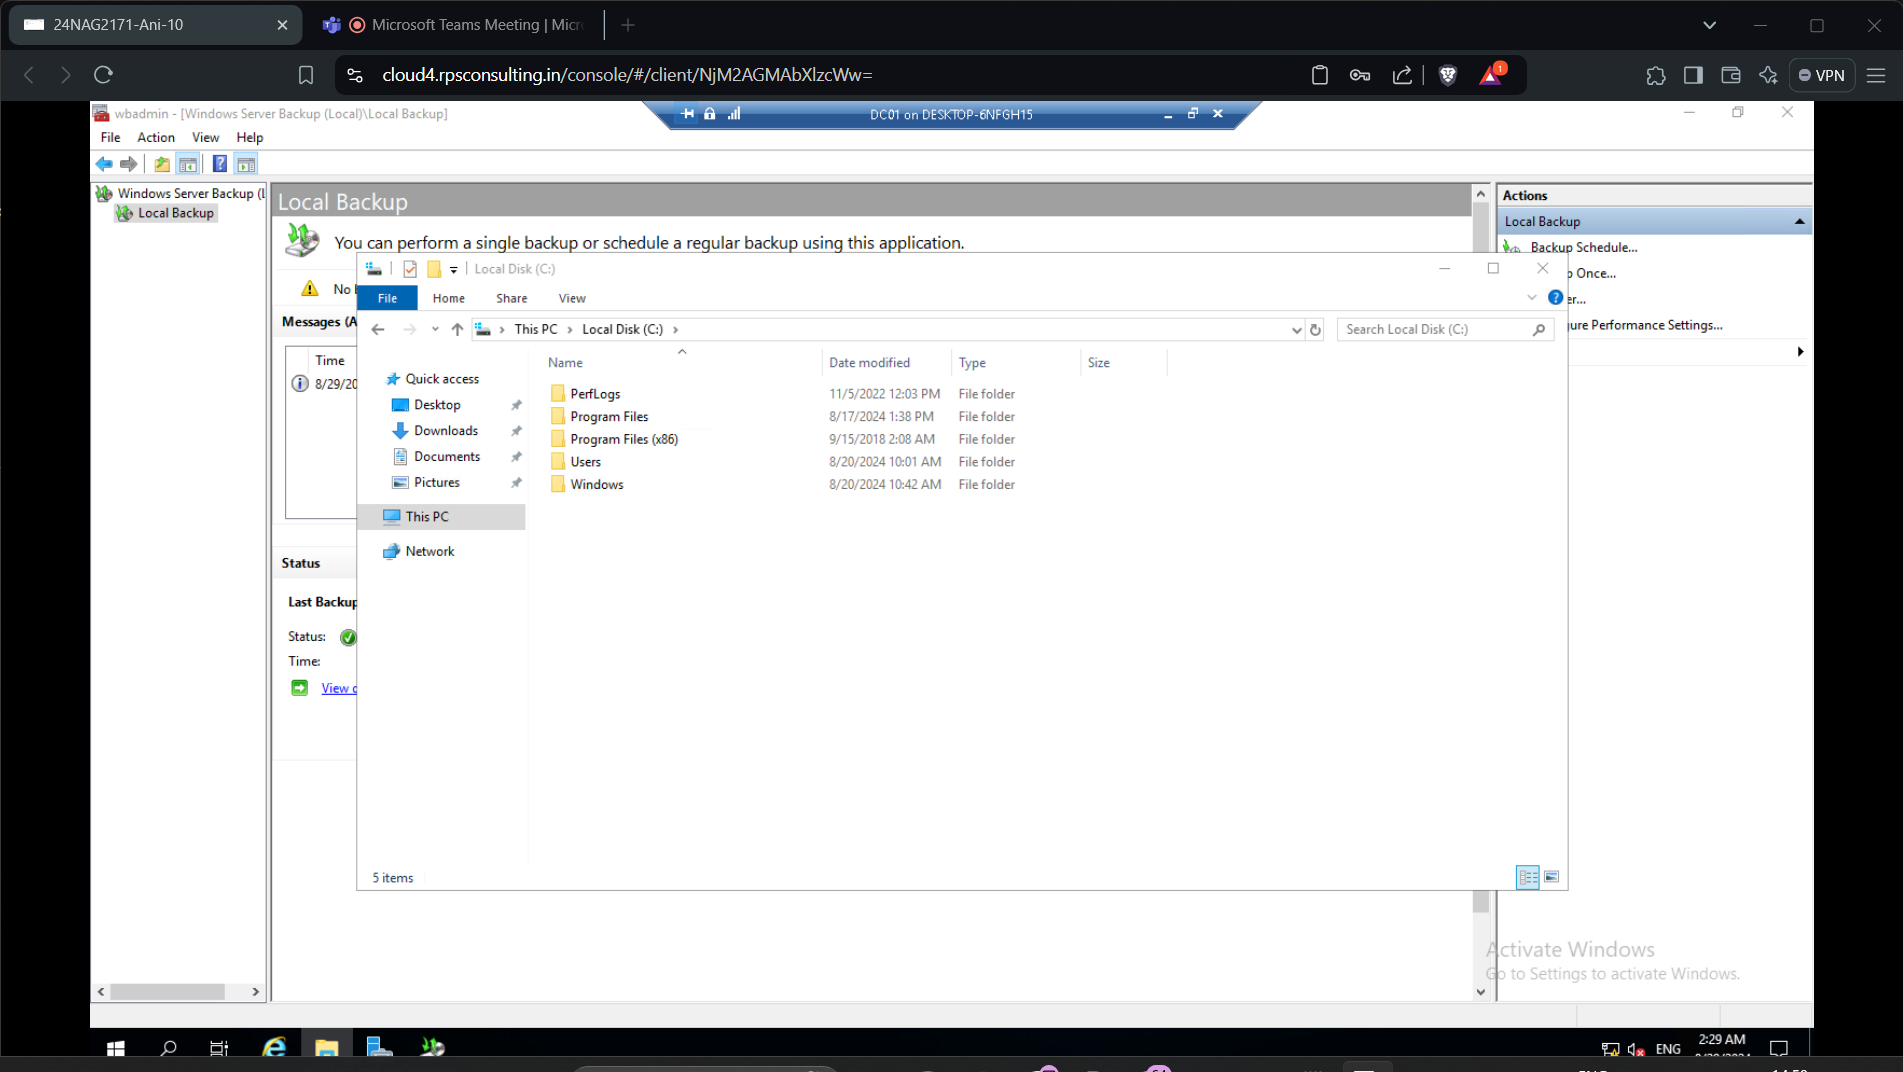 24NAG2171-Ani-10
Microsoft Teams Meeting | Micr
cloud4.rpsconsulting.in/console/#/client/NjM2AGMAbXlzcWw=
1
VPN
wbadmin - [Windows Server Backup (Local)\Local Backup]
DC01 on DESKTOP-6NFGH15
File Action View Help
Windows Server Backup (L
Local Backup
Local Backup
You can perform a single backup or schedule a regular backup using this application.
No
Messages (A
Time
8/29/20
Status
Last Backup
Status:
Time:
View
Actions
Local Backup
Backup Schedule...
Once...
er...
ure Performance Settings...
Local Disk (C:)
File Home Share View
This PC > Local Disk (C:) >
Search Local Disk (C:)
Quick access
Desktop
Downloads
Documents
Pictures
This PC
Network
Name Date modified Type Size
PerfLogs 11/5/2022 12:03 PM File folder
Program Files 8/17/2024 1:38 PM File folder
Program Files (x86) 9/15/2018 2:08 AM File folder
Users 8/20/2024 10:01 AM File folder
Windows 8/20/2024 10:42 AM File folder
5 items
Activate Windows
Go to Settings to activate Windows.
ENG
2:29 AM